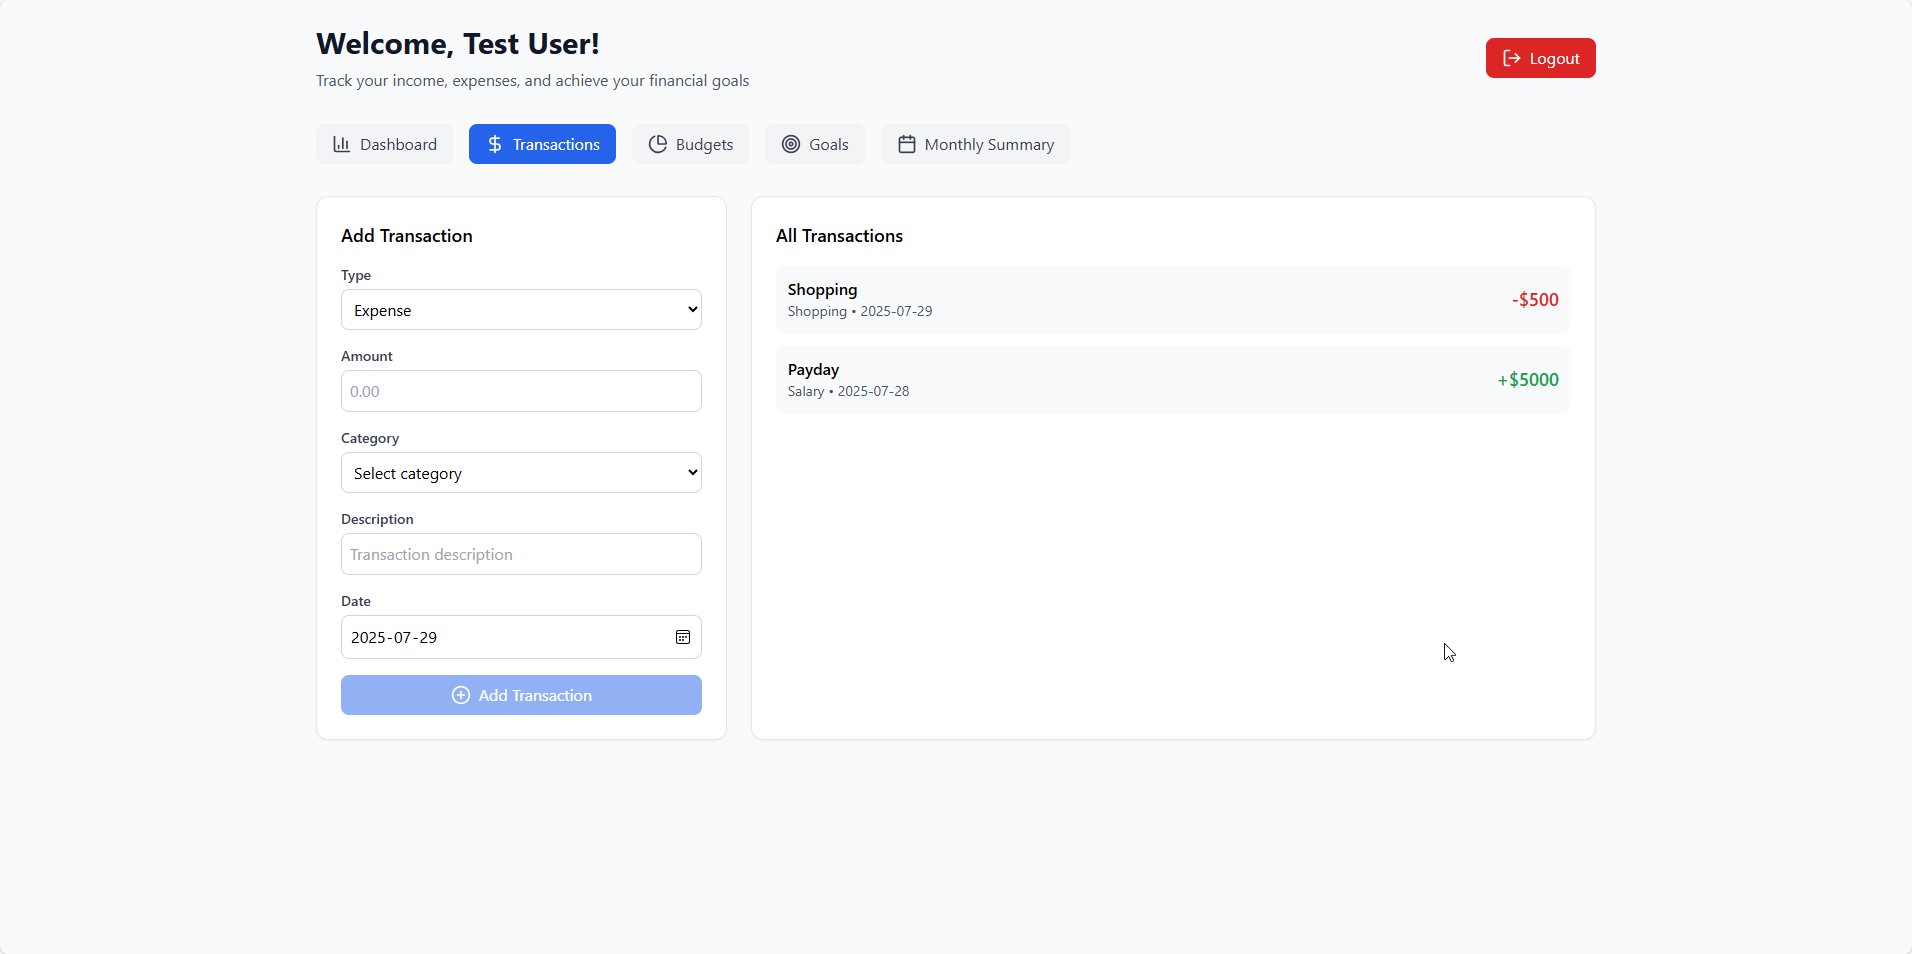 Welcome, Test User!
Track your income, expenses, and achieve your financial goals
Logout
Dashboard
Transactions
Budgets
Goals
Monthly Summary
Add Transaction
Type
Expense
Amount
0.00
Category
Select category
Description
Transaction description
Date
2025-07-29
Add Transaction
All Transactions
Shopping
Shopping • 2025-07-29
-$500
Payday
Salary • 2025-07-28
+$5000